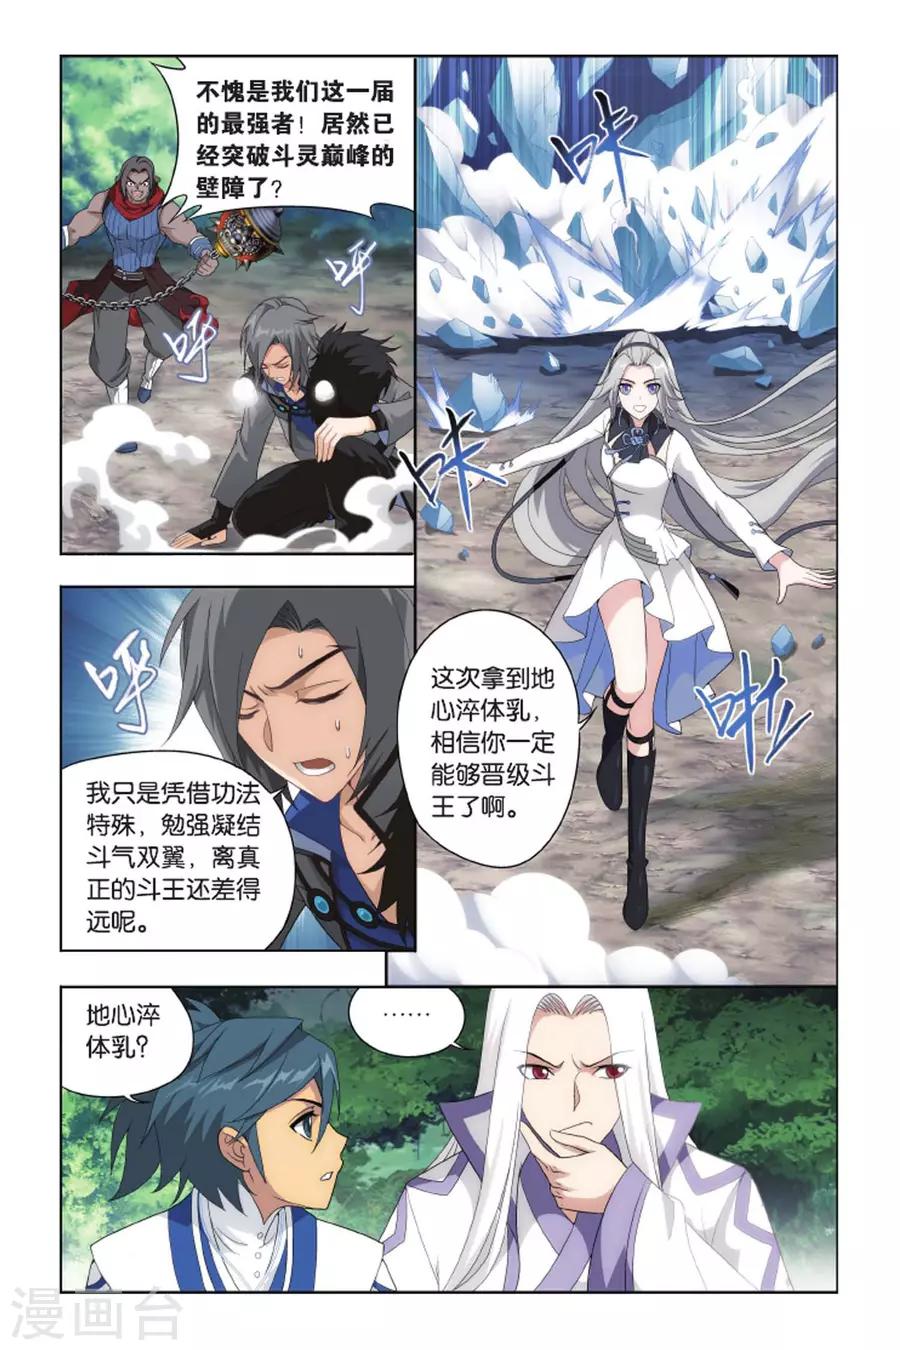 不愧是我们这一届
的最强者！居然已
经突破斗灵巅峰的
壁障了？
呼
呼
咔
咔
啦
这次拿到地
心淬体乳，
相信你一定
能够晋级斗
王了啊。
呼
我只是凭借功法
特殊，勉强凝结
斗气双翼，离真
正的斗王还差得
远呢。
地心淬
体乳？
……
漫画台